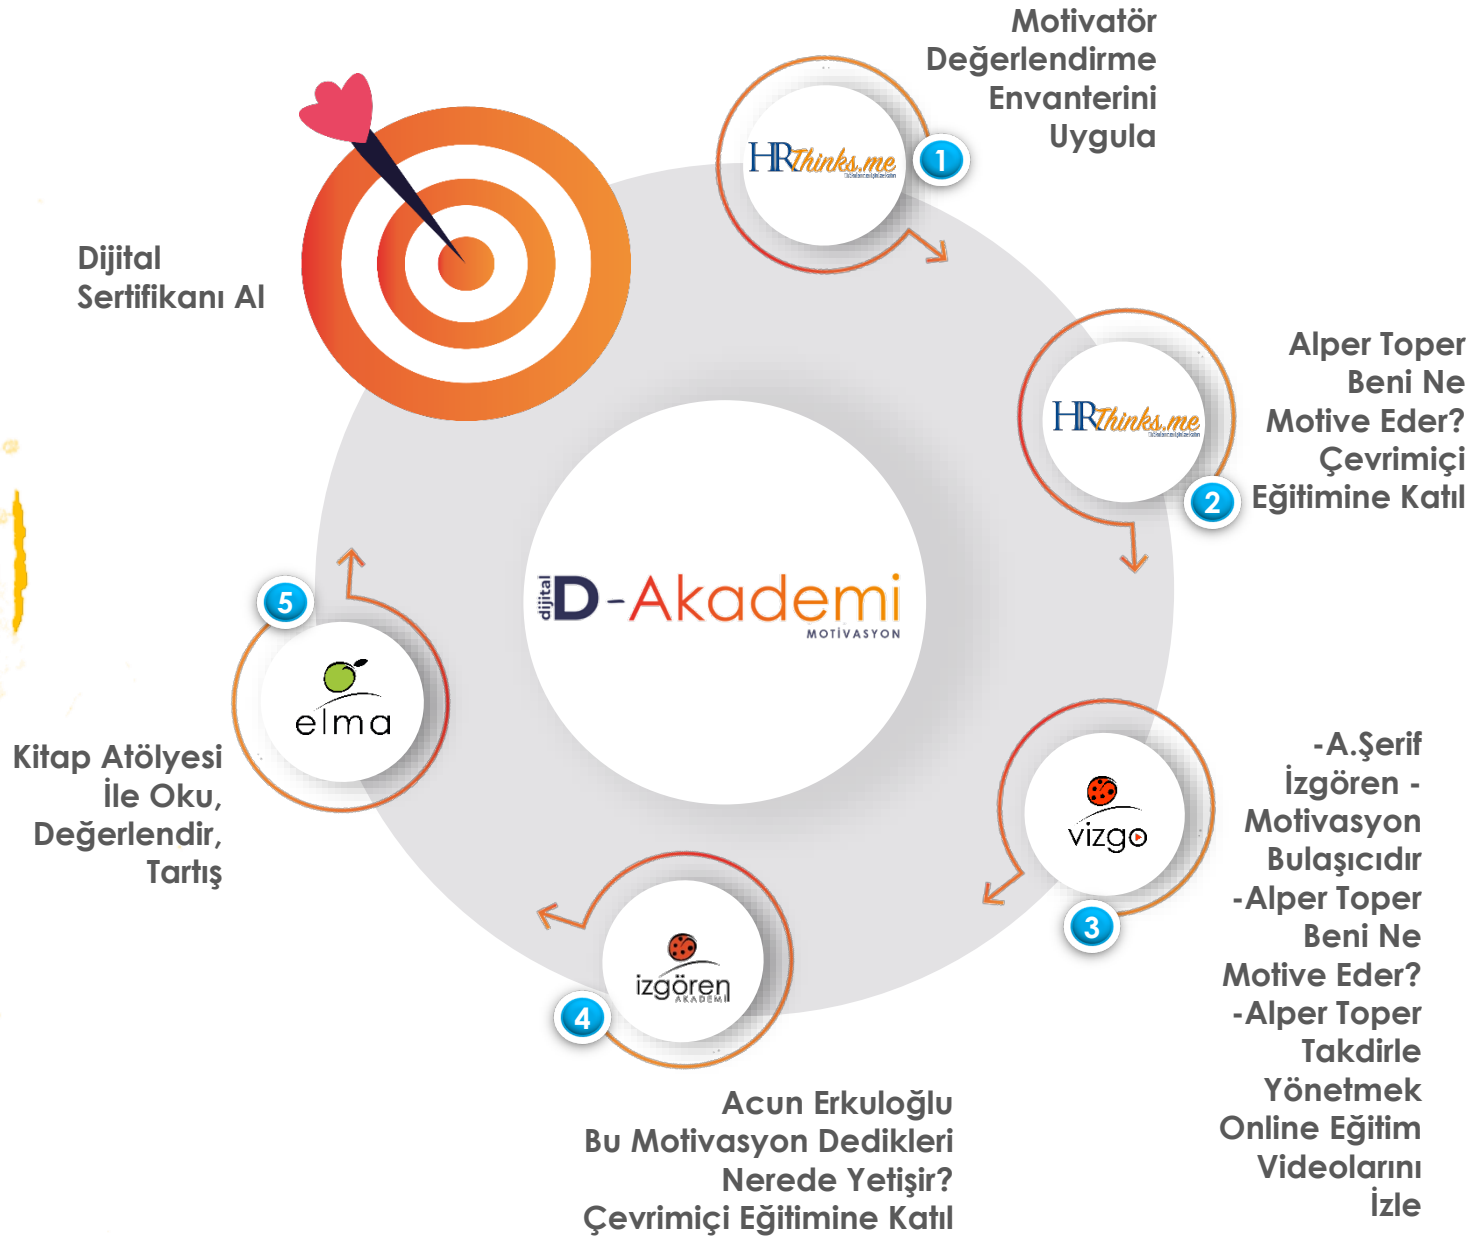 Motivatör
Değerlendirme
Envanterini
Uygula
HRThinks.me
1
Alper Toper
Beni Ne
Motive Eder?
Çevrimiçi
Eğitimine Katıl
HRThinks.me
2
-A.Şerif
İzgören -
Motivasyon
Bulaşıcıdır
-Alper Toper
Beni Ne
Motive Eder?
-Alper Toper
Takdirle
Yönetmek
Online Eğitim
Videolarını
İzle
vizgo
3
izgören
AKADEMİ
4
Acun Erkuloğlu
Bu Motivasyon Dedikleri
Nerede Yetişir?
Çevrimiçi Eğitimine Katıl
5
elma
Kitap Atölyesi
İle Oku,
Değerlendir,
Tartış
Dijital
Sertifikanı Al
dijital D-Akademi
MOTİVASYON